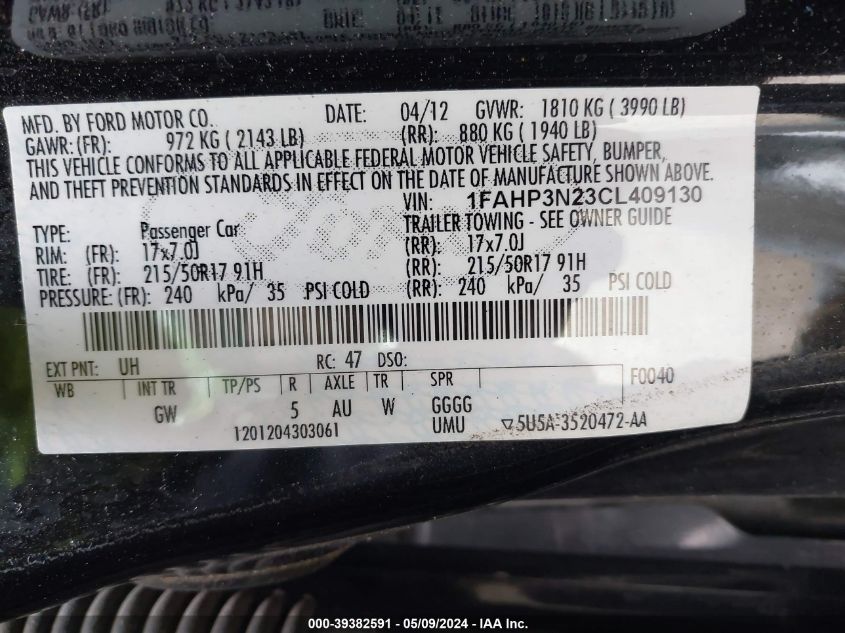 MFD. BY FORD MOTOR CO. DATE: 04/12 GVWR: 1810 KG ( 3990 LB)
GAWR: (FR): 972 KG ( 2143 LB) (RR): 880 KG ( 1940 LB)
THIS VEHICLE CONFORMS TO ALL APPLICABLE FEDERAL MOTOR VEHICLE SAFETY, BUMPER,
AND THEFT PREVENTION STANDARDS IN EFFECT ON THE DATE OF MANUFACTURE SHOWN ABOVE.
VIN: 1FAHP3N23CL409130
TYPE: Passenger Car TRAILER TOWING - SEE OWNER GUIDE
RIM: (FR): 17x7.0J (RR): 17x7.0J
TIRE: (FR): 215/50R17 91H (RR): 215/50R17 91H
PRESSURE: (FR): 240 kPa/ 35 PSI COLD (RR): 240 kPa/ 35 PSI COLD
EXT PNT: UH RC: 47 DSO:
WB INT TR TP/PS R AXLE TR SPR F0040
GW 5 AU W GGGG
1201204303061 UMU ▽5U5A-3520472-AA
000-39382591 - 05/09/2024 - © IAA, Inc.